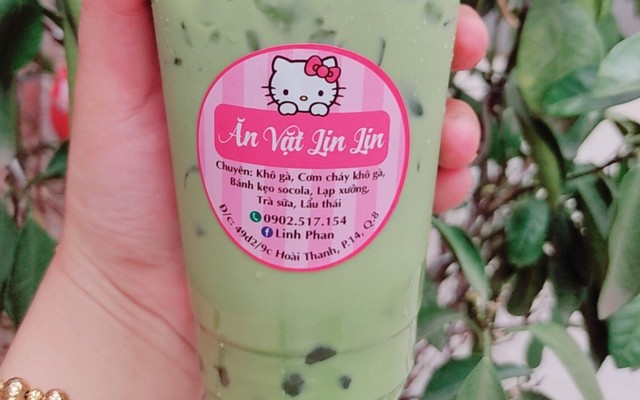 Ăn Vặt Lin Lin
Chuyên: Khô gà, Cơm cháy khô gà,
Bánh kẹo socola, Lạp xưởng,
Trà sữa, Lẩu thái
0902.517.154
Linh Phan
Đ/c: 49d2/9c Hoài Thanh, P.14, Q.8